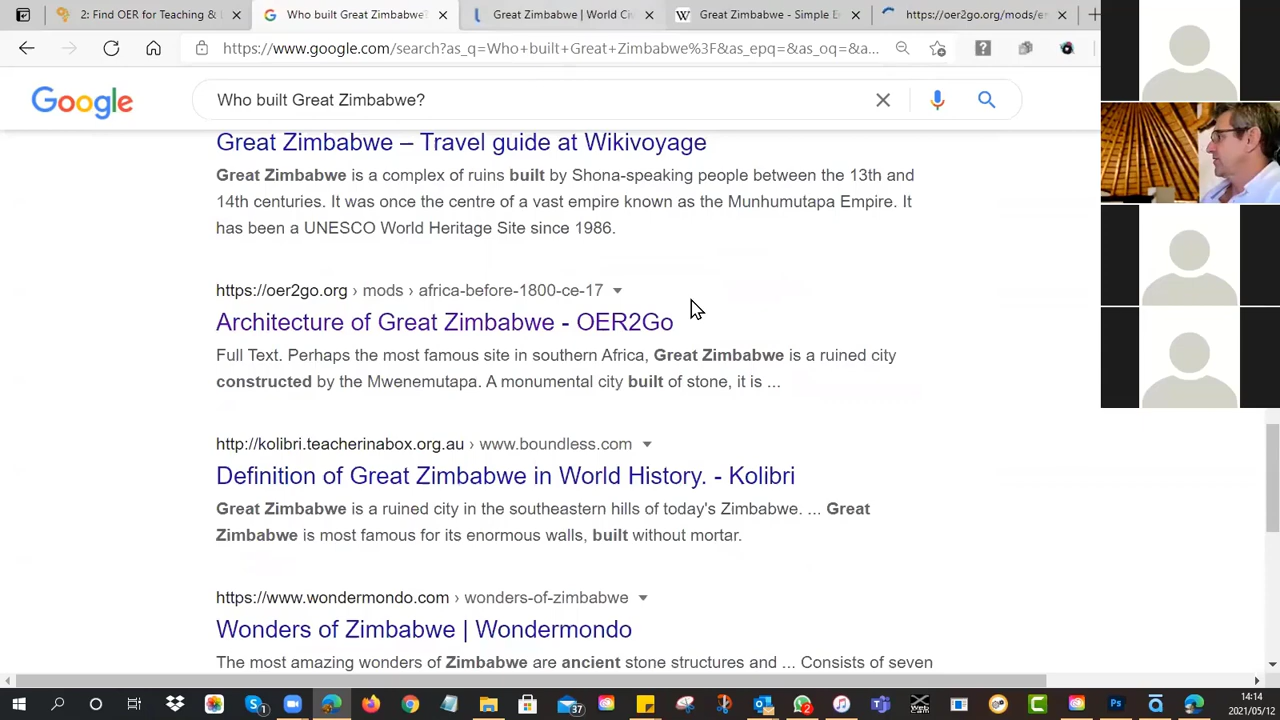 2: Find OER for Teaching & L
Who built Great Zimbabwe
Great Zimbabwe | World Ci
Great Zimbabwe - Simple E
https://oer2go.org/mods/e
https://www.google.com/search?as_q=Who+built+Great+Zimbabwe%3F&as_epq=&as_oq=&a...
Google
Who built Great Zimbabwe?
Great Zimbabwe – Travel guide at Wikivoyage
Great Zimbabwe is a complex of ruins built by Shona-speaking people between the 13th and
14th centuries. It was once the centre of a vast empire known as the Munhumutapa Empire. It
has been a UNESCO World Heritage Site since 1986.
https://oer2go.org › mods › africa-before-1800-ce-17
Architecture of Great Zimbabwe - OER2Go
Full Text. Perhaps the most famous site in southern Africa, Great Zimbabwe is a ruined city
constructed by the Mwenemutapa. A monumental city built of stone, it is ...
http://kolibri.teacherinabox.org.au › www.boundless.com
Definition of Great Zimbabwe in World History. - Kolibri
Great Zimbabwe is a ruined city in the southeastern hills of today's Zimbabwe. ... Great
Zimbabwe is most famous for its enormous walls, built without mortar.
https://www.wondermondo.com › wonders-of-zimbabwe
Wonders of Zimbabwe | Wondermondo
The most amazing wonders of Zimbabwe are ancient stone structures and ... Consists of seven
37
2
14:14
2021/05/12